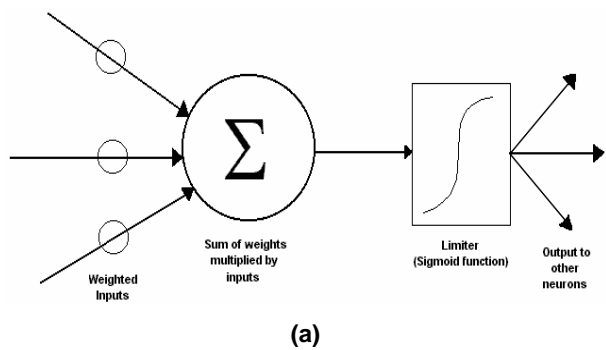 Σ
Sum of weights
multiplied by
inputs
Weighted
Inputs
Limiter
(Sigmoid function)
Output to
other
neurons
(a)